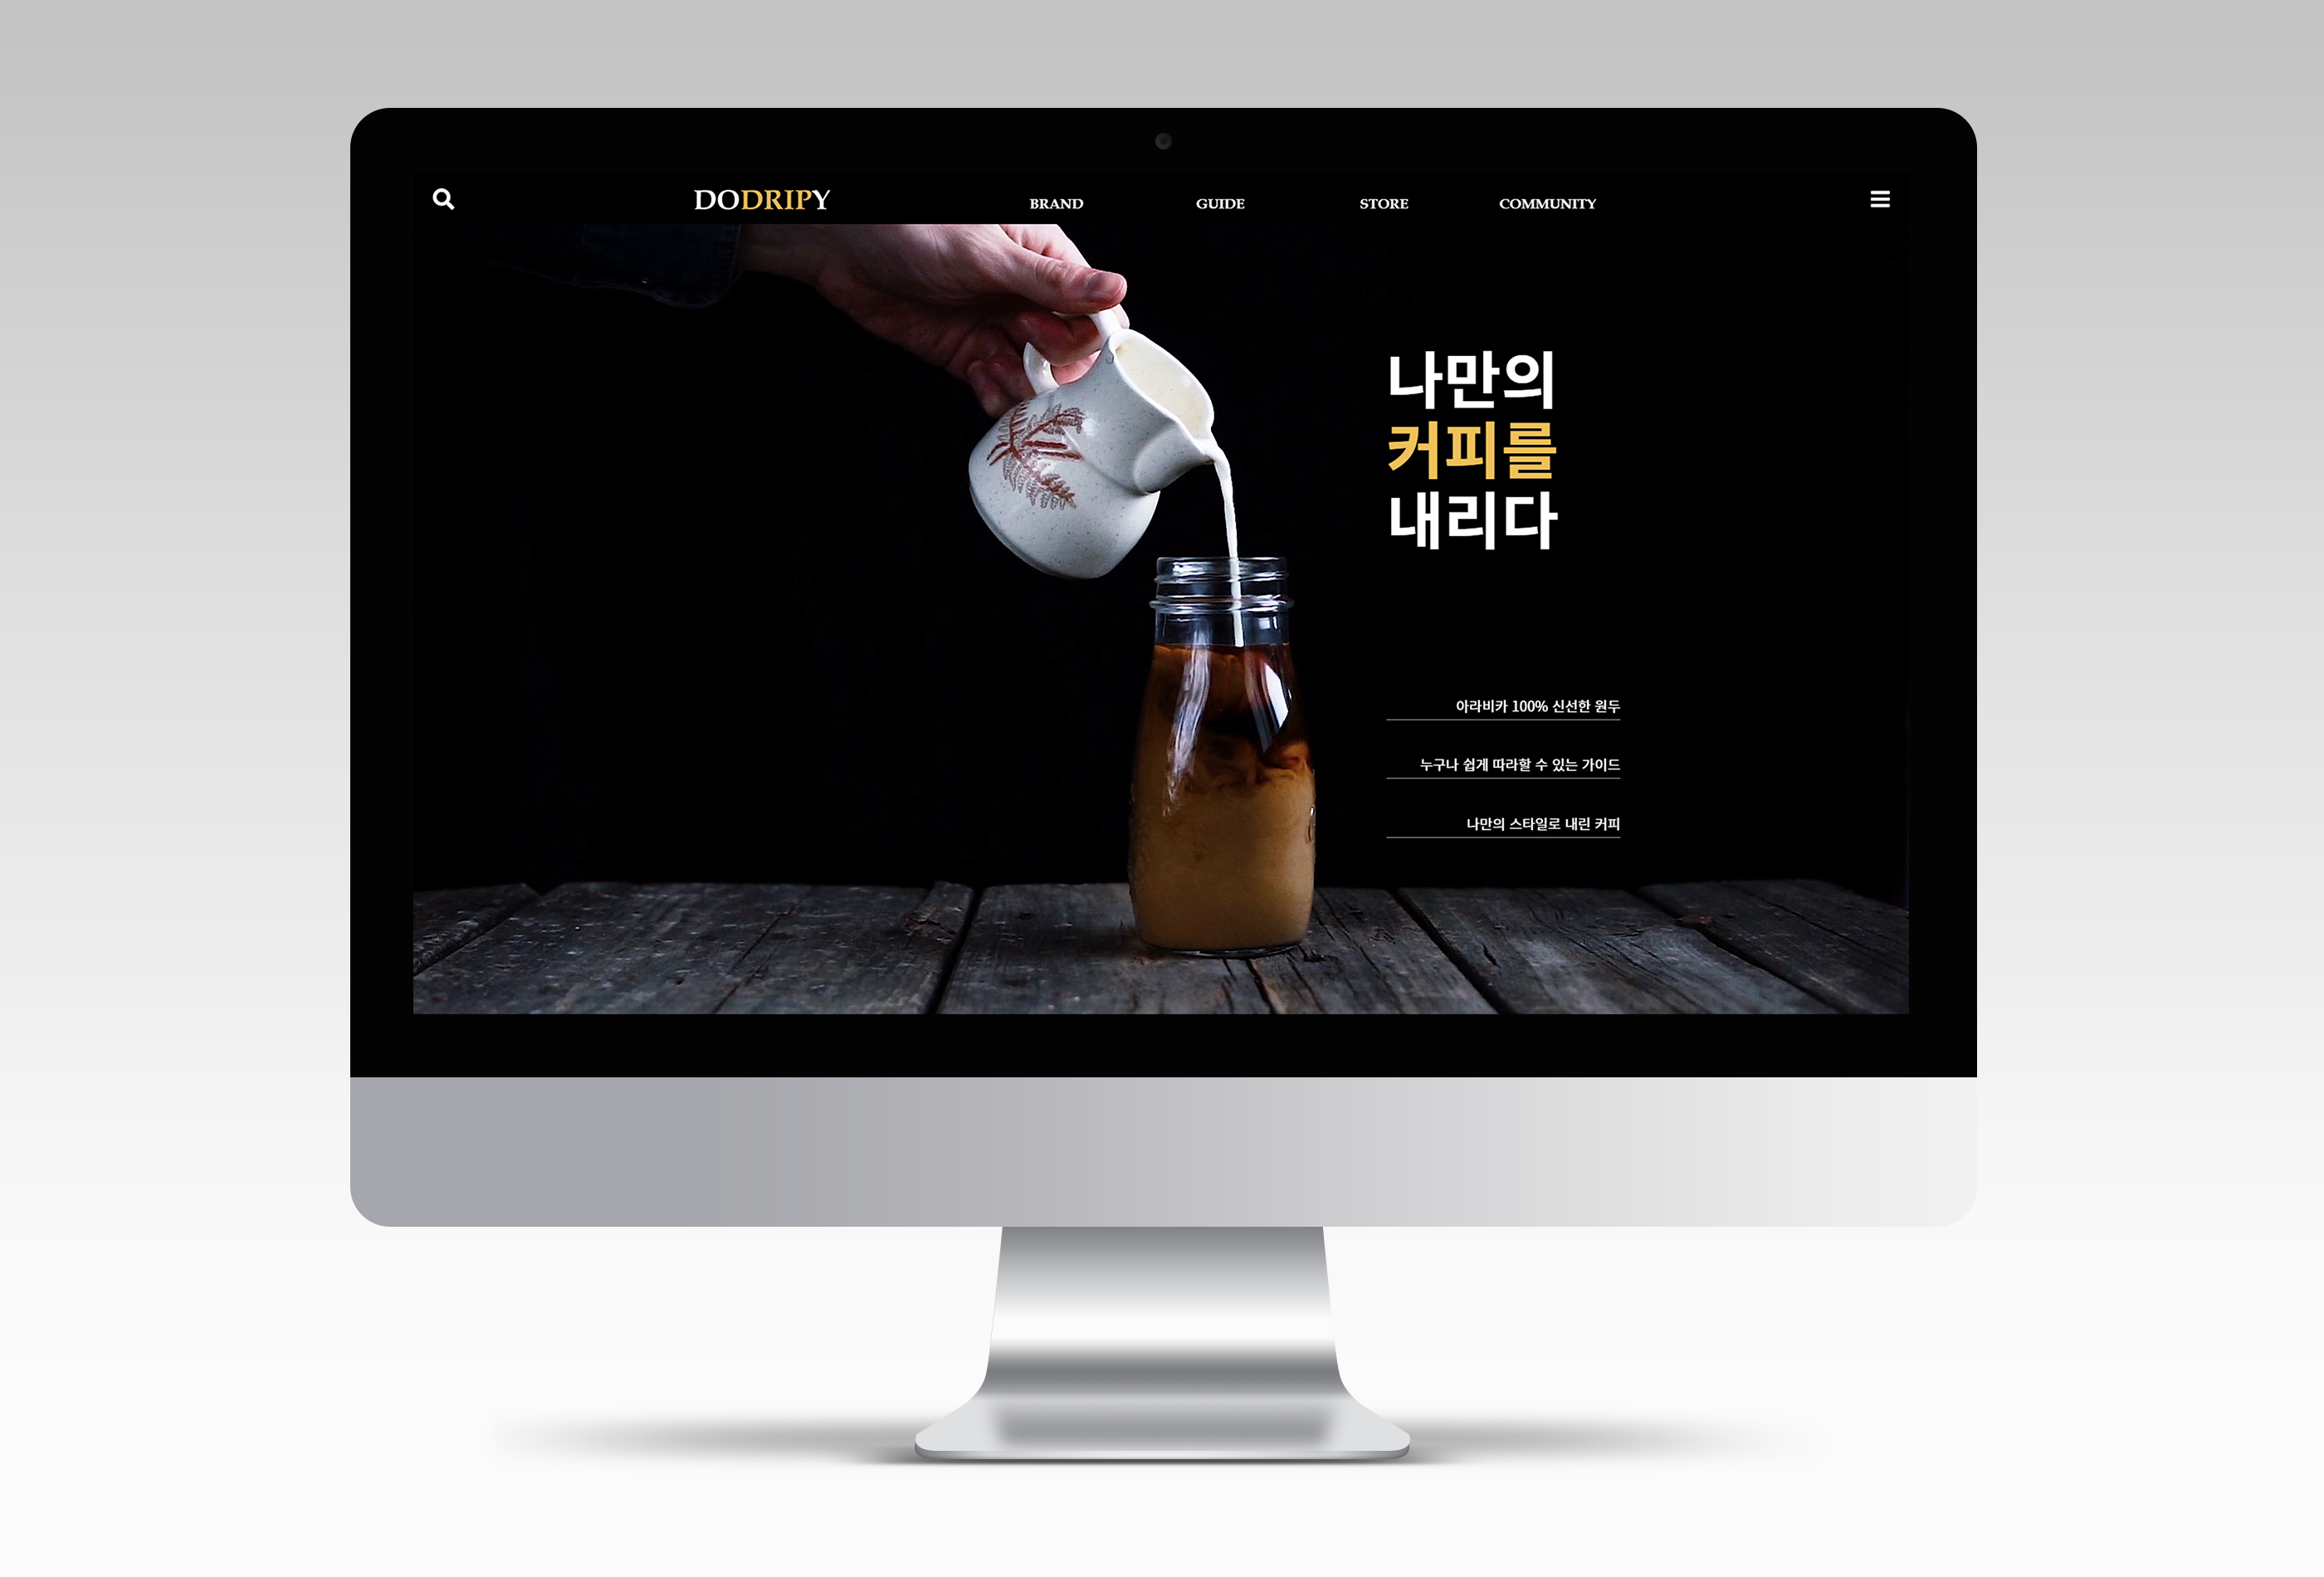 DODRIPY BRAND GUIDE STORE COMMUNITY
나만의
커피를
내리다
아라비카 100% 신선한 원두
누구나 쉽게 따라할 수 있는 가이드
나만의 스타일로 내린 커피